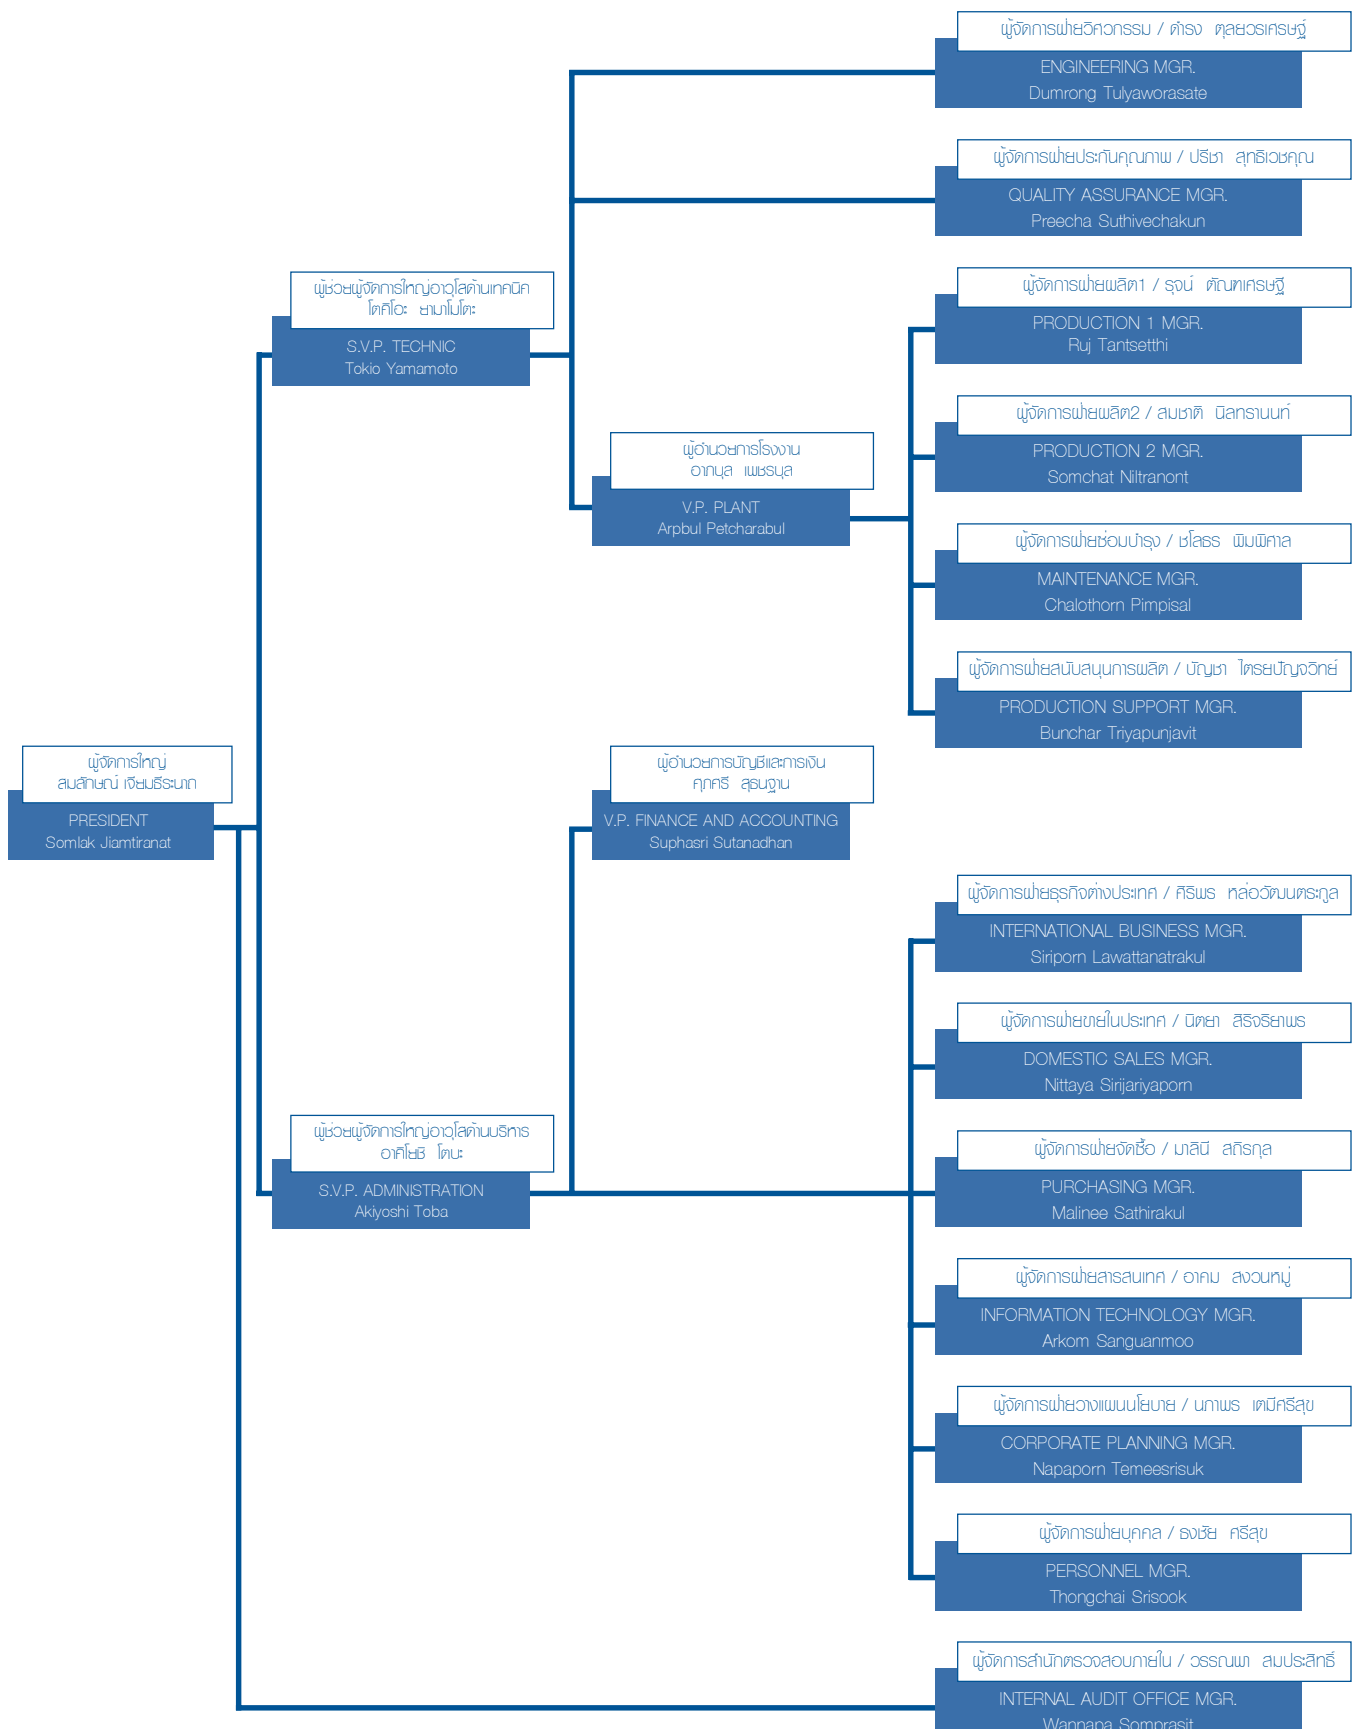 ผู้จัดการฝ่ายวิศวกรรม / ดำรง ตุลยวรเศรษฐ์
ENGINEERING MGR.
Dumrong Tulyaworasate
ผู้จัดการฝ่ายประกันคุณภาพ / ปรีชา สุทธิเวชคุณ
QUALITY ASSURANCE MGR.
Preecha Suthivechakun
ผู้ช่วยผู้จัดการใหญ่อาวุโสด้านเทคนิค
โตคิโอะ ยามาโมโตะ
S.V.P. TECHNIC
Tokio Yamamoto
ผู้จัดการฝ่ายผลิต1 / รุจน์ ตัณฑเศรษฐี
PRODUCTION 1 MGR.
Ruj Tantsetthi
ผู้จัดการฝ่ายผลิต2 / สมชาติ นิลทรานนท์
PRODUCTION 2 MGR.
Somchat Niltranont
ผู้อำนวยการโรงงาน
อาภบุล เพชรบุล
V.P. PLANT
Arpbul Petcharabul
ผู้จัดการฝ่ายซ่อมบำรุง / ชโลธร พิมพิศาล
MAINTENANCE MGR.
Chalothorn Pimpisal
ผู้จัดการฝ่ายสนับสนุนการผลิต / บัญชา ไตรยปัญจวิทย์
PRODUCTION SUPPORT MGR.
Bunchar Triyapunjavit
ผู้จัดการใหญ่
สมลักษณ์ เจียมธีระนาถ
PRESIDENT
Somlak Jiamtiranat
ผู้อำนวยการบัญชีและการเงิน
ศุภศรี สุธนฐาน
V.P. FINANCE AND ACCOUNTING
Suphasri Sutanadhan
ผู้จัดการฝ่ายธุรกิจต่างประเทศ / ศิริพร หล่อวัฒนตระกูล
INTERNATIONAL BUSINESS MGR.
Siriporn Lawattanatrakul
ผู้จัดการฝ่ายขายในประเทศ / นิตยา สิริจริยาพร
DOMESTIC SALES MGR.
Nittaya Sirijariyaporn
ผู้ช่วยผู้จัดการใหญ่อาวุโสด้านบริหาร
อาคิโยชิ โตบะ
S.V.P. ADMINISTRATION
Akiyoshi Toba
ผู้จัดการฝ่ายจัดซื้อ / มาลินี สถิรกุล
PURCHASING MGR.
Malinee Sathirakul
ผู้จัดการฝ่ายสารสนเทศ / อาคม สงวนหมู่
INFORMATION TECHNOLOGY MGR.
Arkom Sanguanmoo
ผู้จัดการฝ่ายวางแผนนโยบาย / นภาพร เตมีศรีสุข
CORPORATE PLANNING MGR.
Napaporn Temeesrisuk
ผู้จัดการฝ่ายบุคคล / ธงชัย ศรีสุข
PERSONNEL MGR.
Thongchai Srisook
ผู้จัดการสำนักตรวจสอบภายใน / วรรณพา สมประสิทธิ์
INTERNAL AUDIT OFFICE MGR.
Wannapa Somprasit